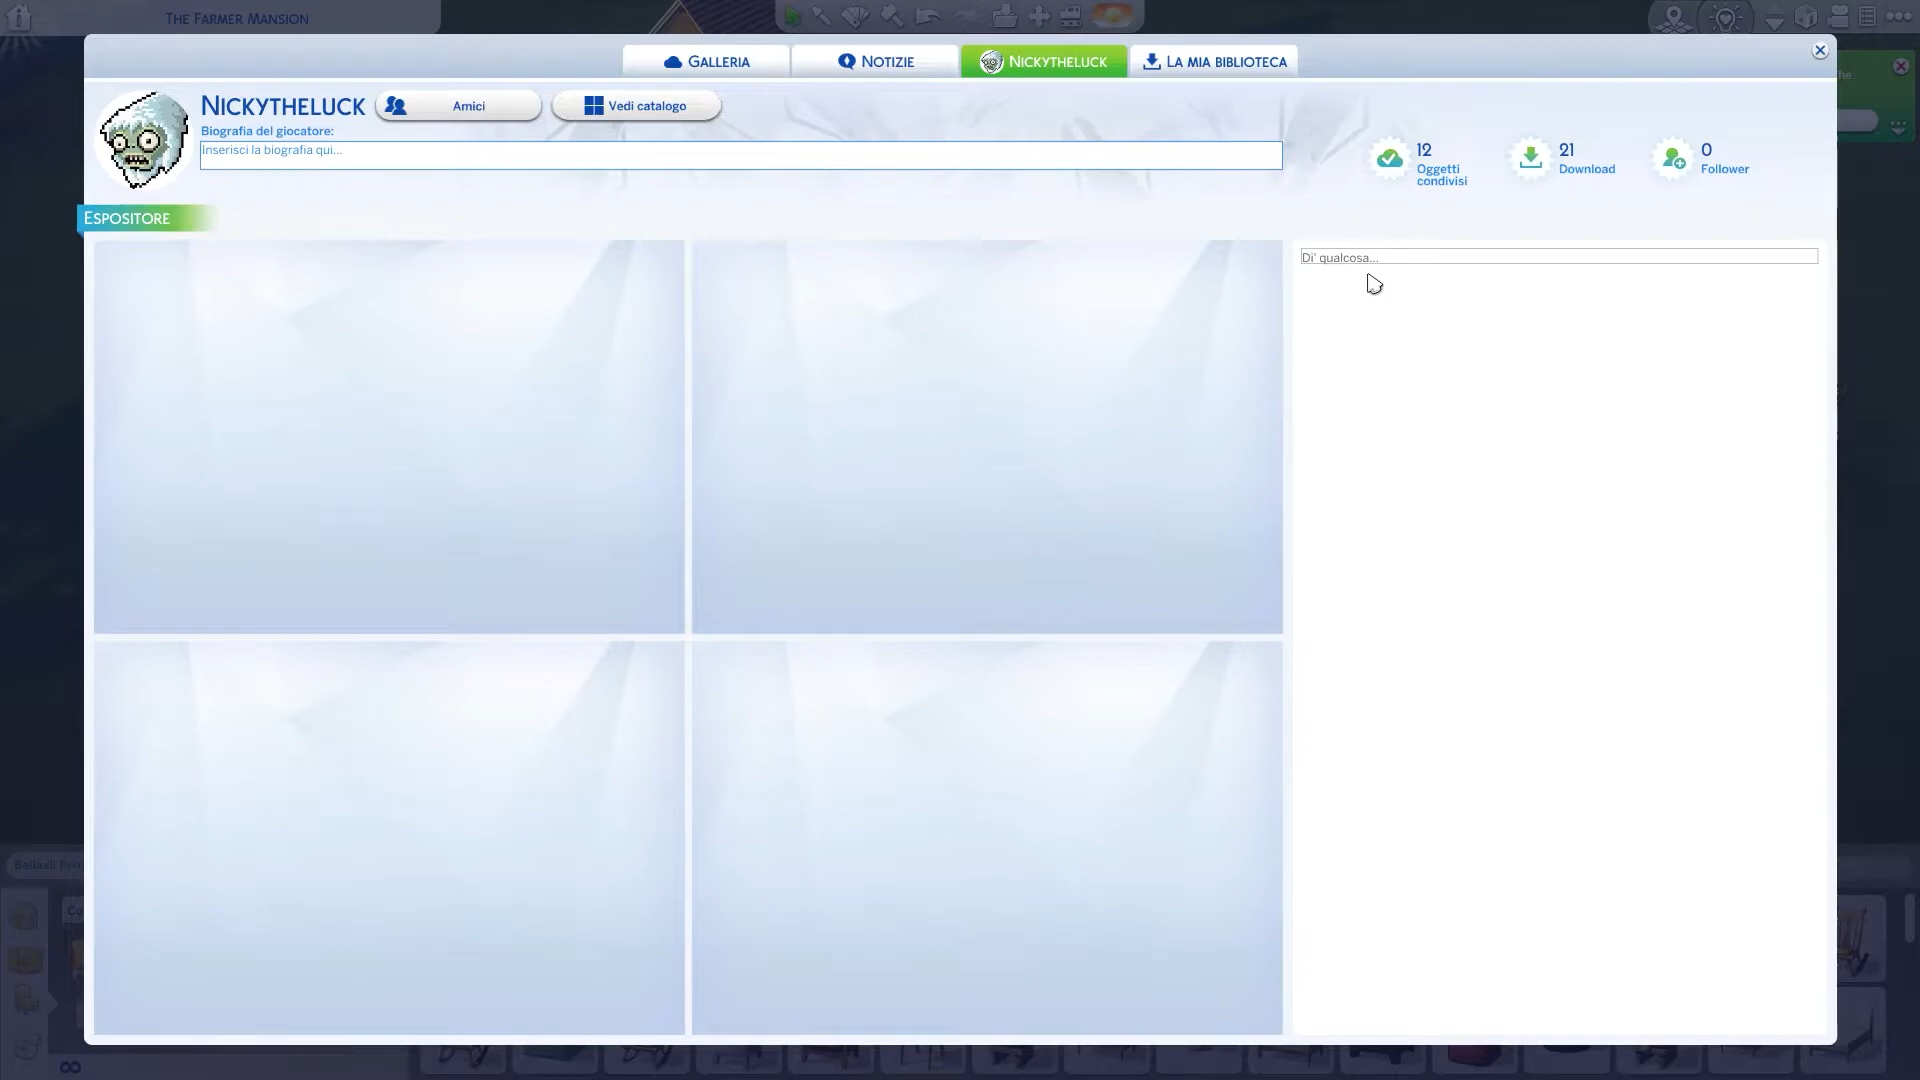 THE FARMER MANSION
GALLERIA
NOTIZIE
NICKYTHELUCK
LA MIA BIBLIOTECA
NICKYTHELUCK
Amici
Vedi catalogo
Biografia del giocatore:
Inserisci la biografia qui...
12
Oggetti
condivisi
21
Download
0
Follower
ESPOSITORE
Di' qualcosa...